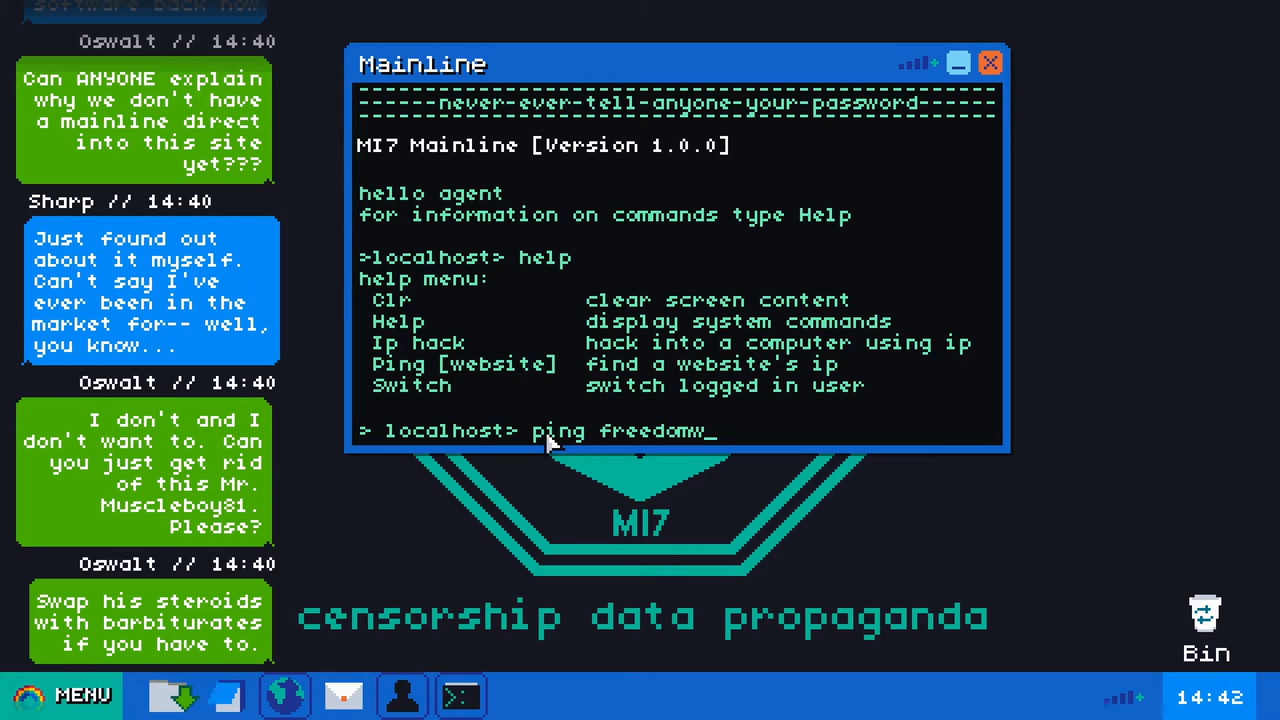 software back now
Oswalt // 14:40
Can ANYONE explain
why we don't have
a mainline direct
into this site
yet???
Sharp // 14:40
Just found out
about it myself.
Can't say I've
ever been in the
market for-- well,
you know...
Oswalt // 14:40
I don't and I
don't want to. Can
you just get rid
of this Mr.
Muscleboy81.
Please?
Oswalt // 14:40
Swap his steroids
with barbiturates
if you have to.
Mainline
------never-ever-tell-anyone-your-password------
MI7 Mainline [Version 1.0.0]
hello agent
for information on commands type Help
>localhost> help
help menu:
Clr clear screen content
Help display system commands
Ip hack hack into a computer using ip
Ping [website] find a website's ip
Switch switch logged in user
> localhost> ping freedomw_
MI7
censorship data propaganda
Bin
MENU
14:42